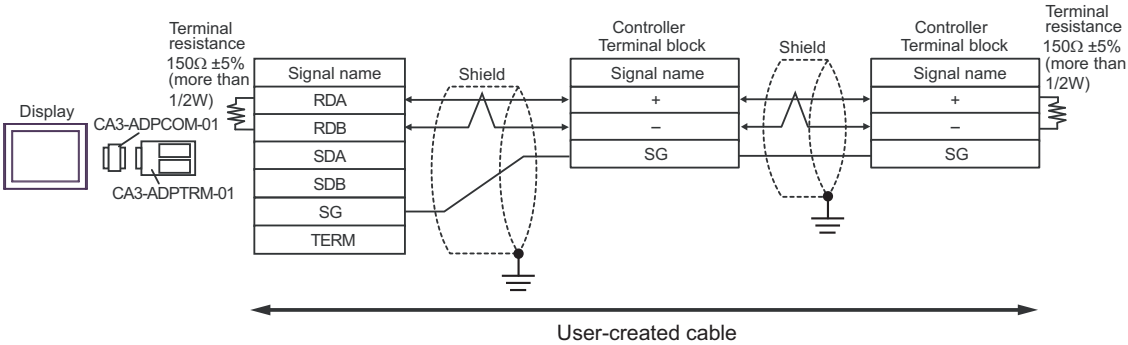 Terminal
resistance
150Ω ±5%
(more than
1/2W)
Display
CA3-ADPCOM-01
CA3-ADPTRM-01
Signal name
RDA
RDB
SDA
SDB
SG
TERM
Shield
Controller
Terminal block
Signal name
+
–
SG
Shield
Controller
Terminal block
Signal name
+
–
SG
Terminal
resistance
150Ω ±5%
(more than
1/2W)
User-created cable